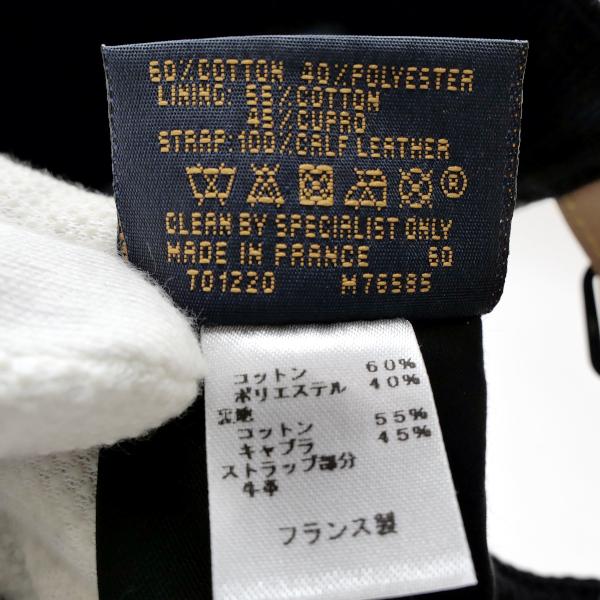 60%COTTON 40%POLYESTER
LINING: 55%COTTON
45%CUPRO
STRAP:100%CALF LEATHER
CLEAN BY SPECIALIST ONLY
MADE IN FRANCE 60
TO1220 M76585
コットン 60%
ポリエステル 40%
裏地
コットン 55%
キャプラ 45%
ストラップ部分
牛革
フランス製